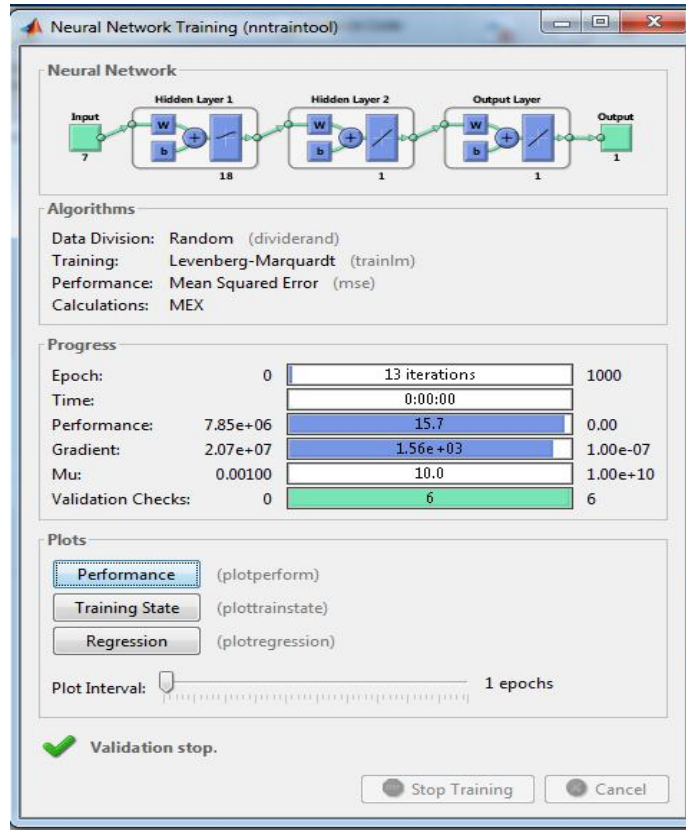 Neural Network Training (nntraintool)
Neural Network
Hidden Layer 1 Hidden Layer 2 Output Layer
Input Output
W W W
+ + +
b b b
7 18 1 1 1
Algorithms
Data Division: Random (dividerand)
Training: Levenberg-Marquardt (trainlm)
Performance: Mean Squared Error (mse)
Calculations: MEX
Progress
Epoch: 0 13 iterations 1000
Time: 0:00:00
Performance: 7.85e+06 15.7 0.00
Gradient: 2.07e+07 1.56e+03 1.00e-07
Mu: 0.00100 10.0 1.00e+10
Validation Checks: 0 6 6
Plots
Performance (plotperform)
Training State (plottrainstate)
Regression (plotregression)
Plot Interval: 1 epochs
Validation stop.
Stop Training Cancel